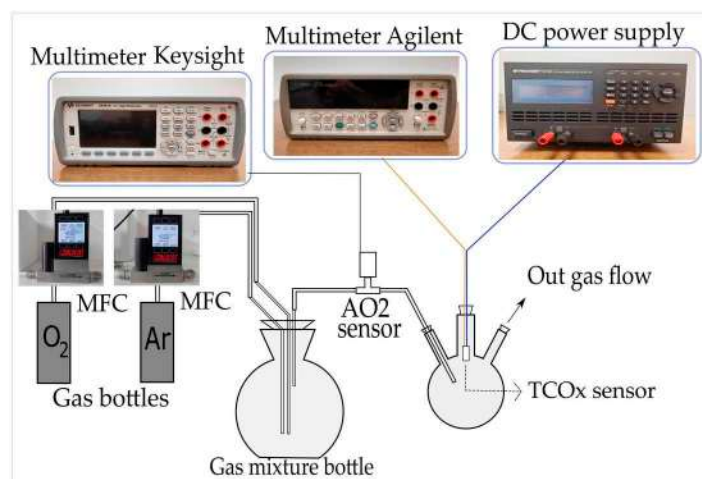 Multimeter Keysight
Multimeter Agilent
DC power supply
MFC
MFC
O2
Ar
Gas bottles
AO2
sensor
Out gas flow
TCOx sensor
Gas mixture bottle